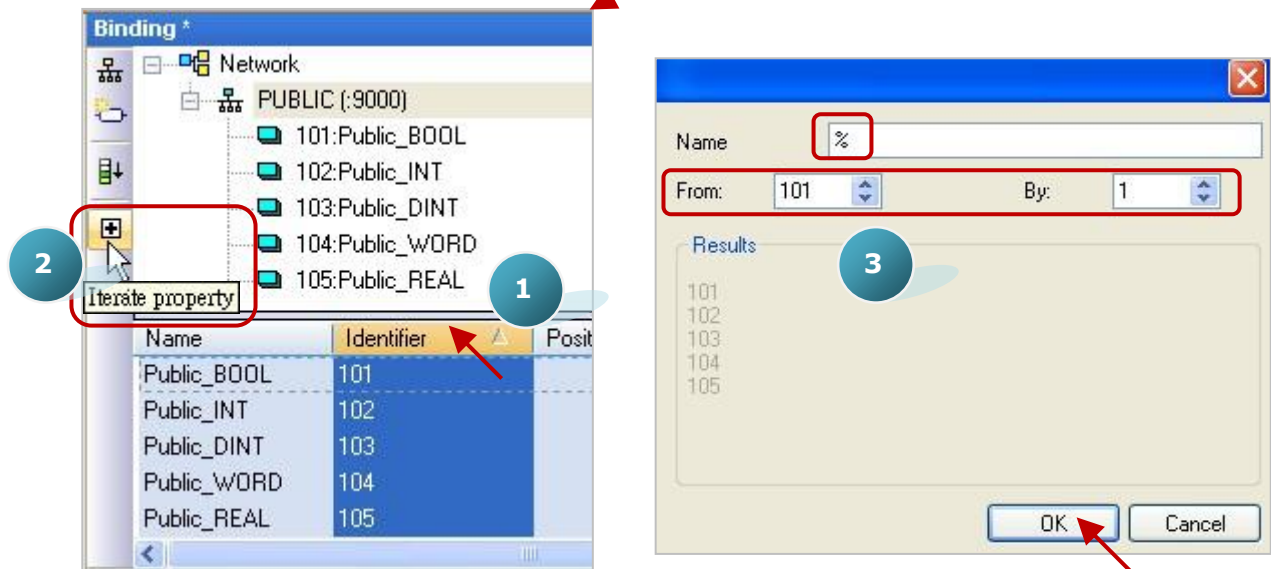 Binding *
Network
PUBLIC (:9000)
101:Public_BOOL
102:Public_INT
103:Public_DINT
104:Public_WORD
105:Public_REAL
2
Iterate property
1
Name Identifier Posit
Public_BOOL 101
Public_INT 102
Public_DINT 103
Public_WORD 104
Public_REAL 105
Name %
From: 101 By: 1
Results
3
101
102
103
104
105
OK Cancel